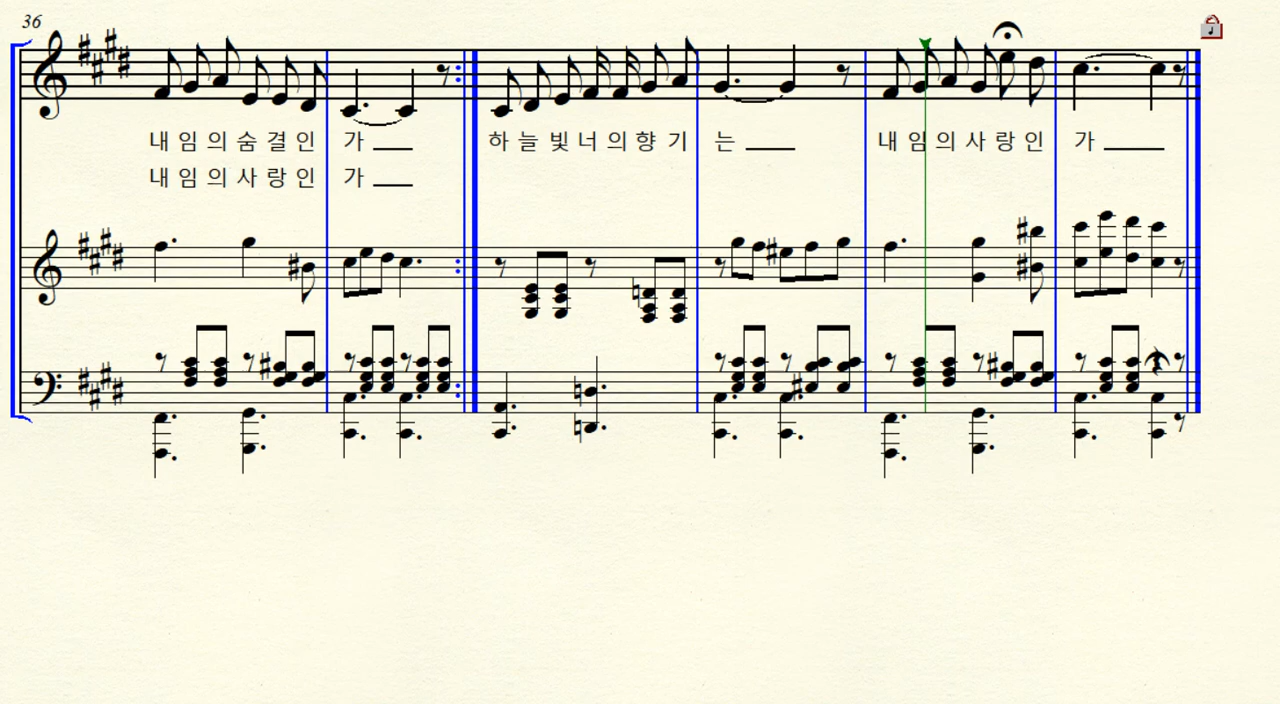 36
내 임 의 숨 결 인 가 하 늘 빛 너 의 향 기 는 내 임 의 사 랑 인 가
내 임 의 사 랑 인 가